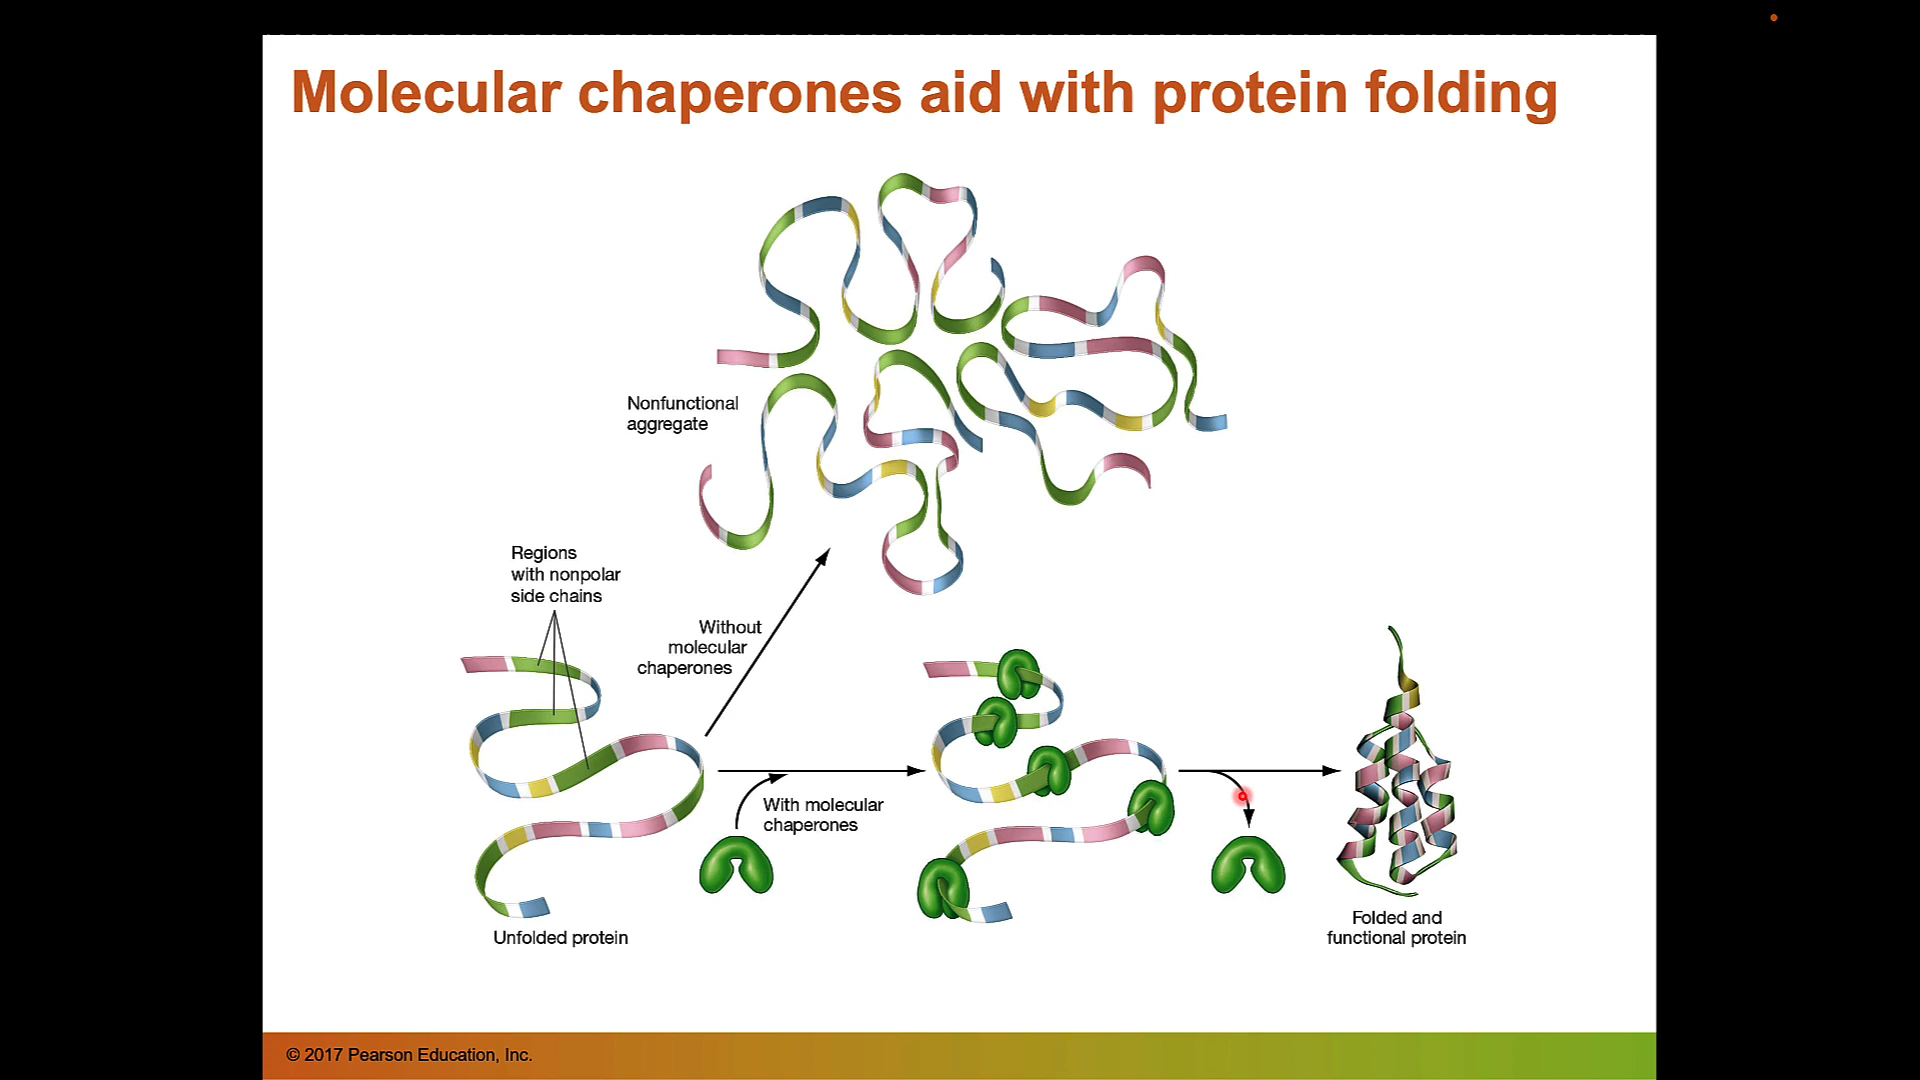 Molecular chaperones aid with protein folding
Nonfunctional
aggregate
Regions
with nonpolar
side chains
Without
molecular
chaperones
With molecular
chaperones
Unfolded protein
Folded and
functional protein
© 2017 Pearson Education, Inc.